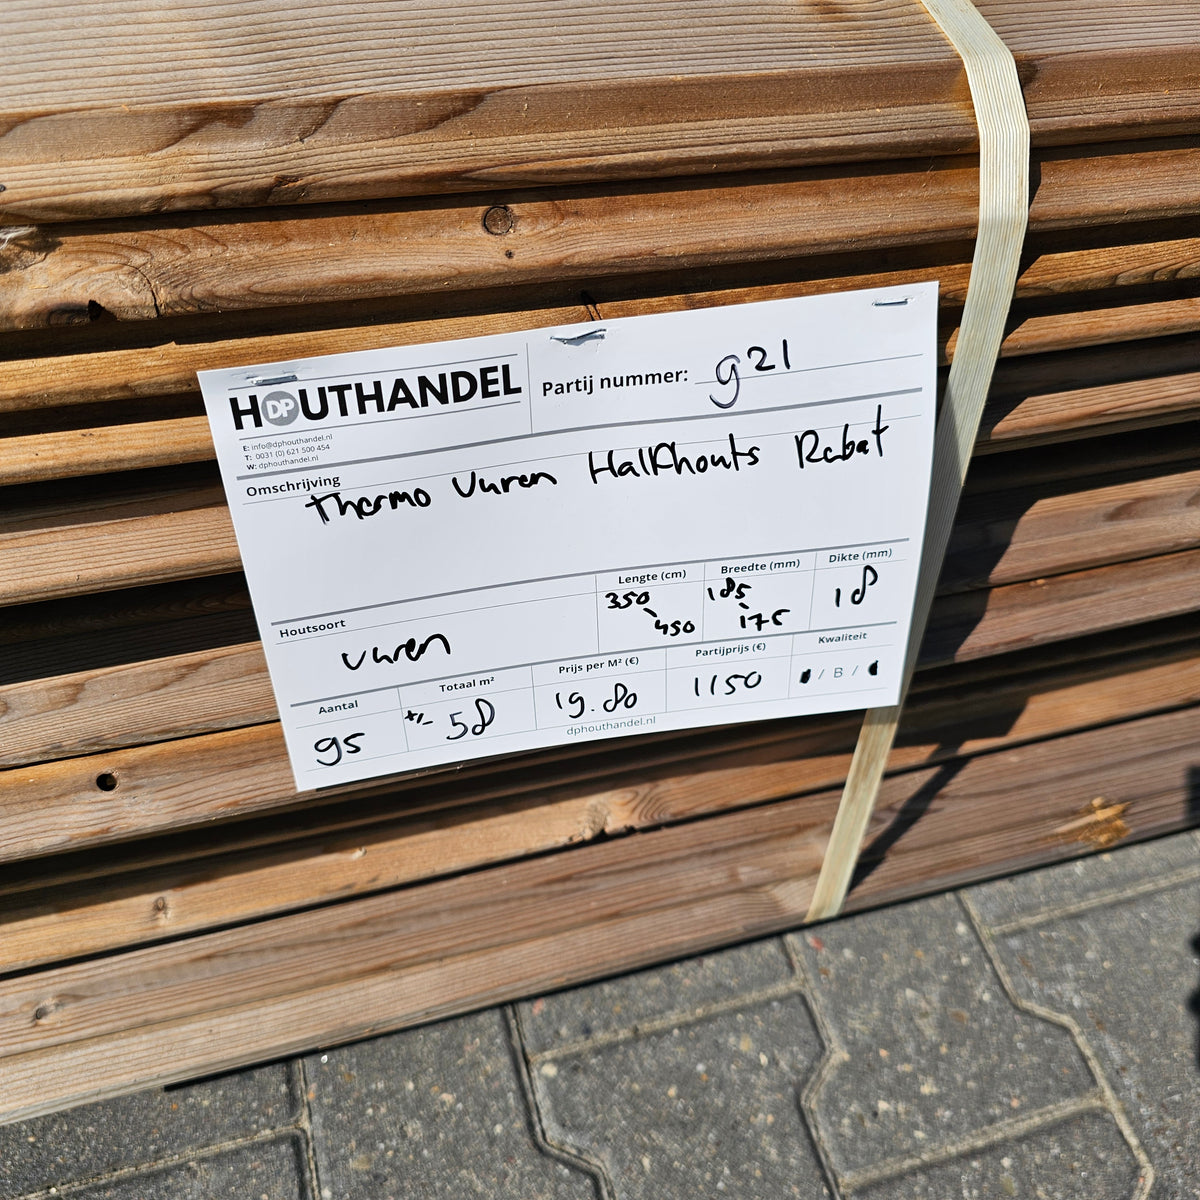 HOUTHANDEL
DP
E: info@dphouthandel.nl
T: 0031 (0) 621 500 454
W: dphouthandel.nl
Partij nummer: 921
Omschrijving
Thermo Vuren Halfhouts Rabat
Houtsoort
vuren
Lengte (cm)
350
450
Breedte (mm)
185
175
Dikte (mm)
18
Aantal
95
Totaal m²
+/- 58
Prijs per M² (€)
19.80
Partijprijs (€)
1150
Kwaliteit
/ B /
dphouthandel.nl